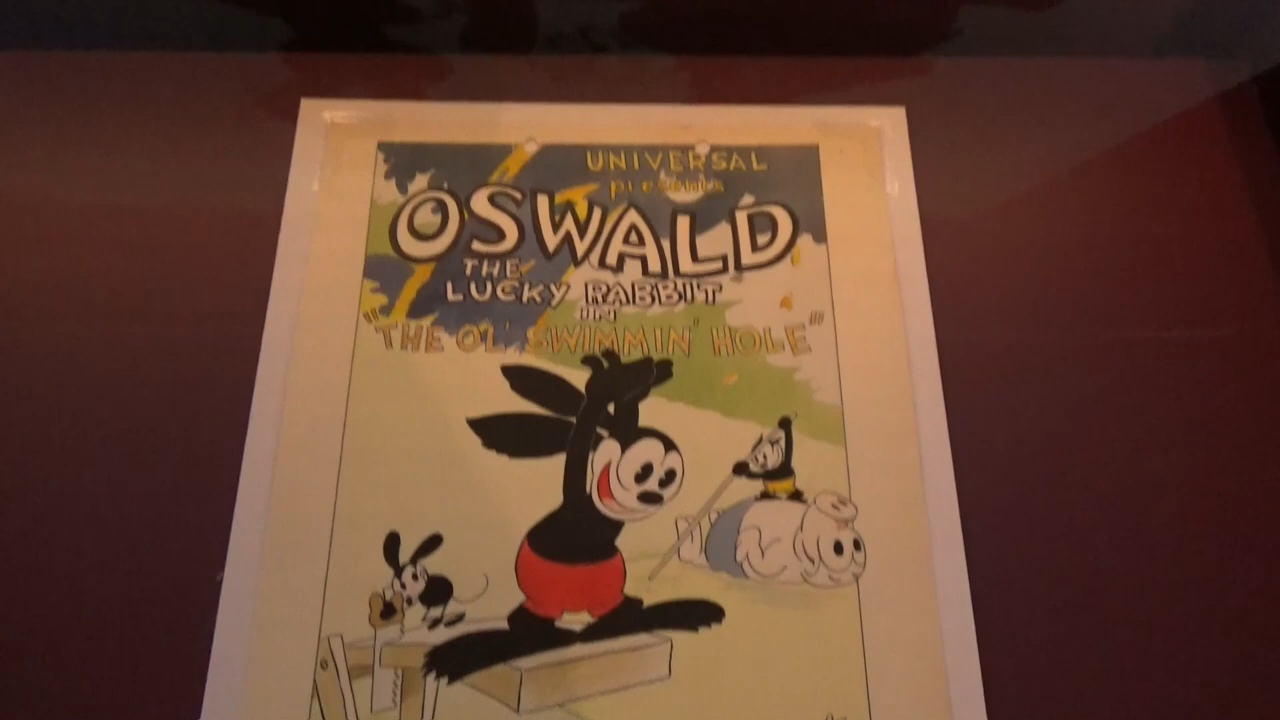 UNIVERSAL
presents
OSWALD
THE
LUCKY RABBIT
IN
"THE OL' SWIMMIN' HOLE"